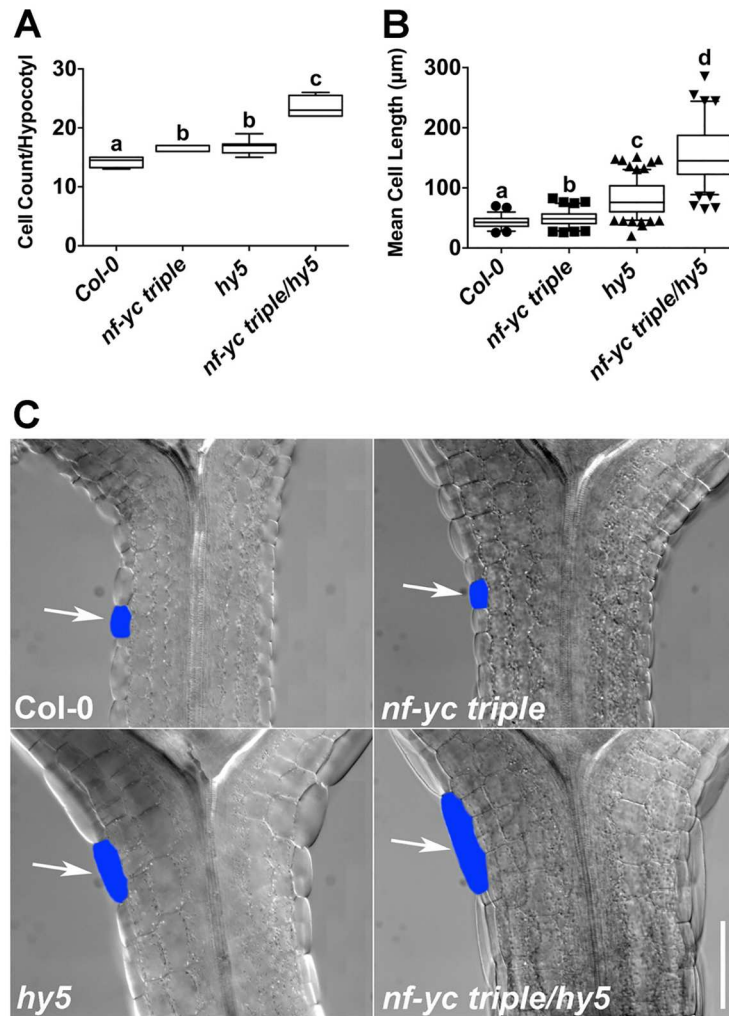 A
Cell Count/Hypocotyl
30
20
10
0
a
b
b
c
Col-0
nf-yc triple
hy5
nf-yc triple/hy5
B
Mean Cell Length (µm)
300
200
100
0
a
b
c
d
Col-0
nf-yc triple
hy5
nf-yc triple/hy5
C
Col-0
nf-yc triple
hy5
nf-yc triple/hy5